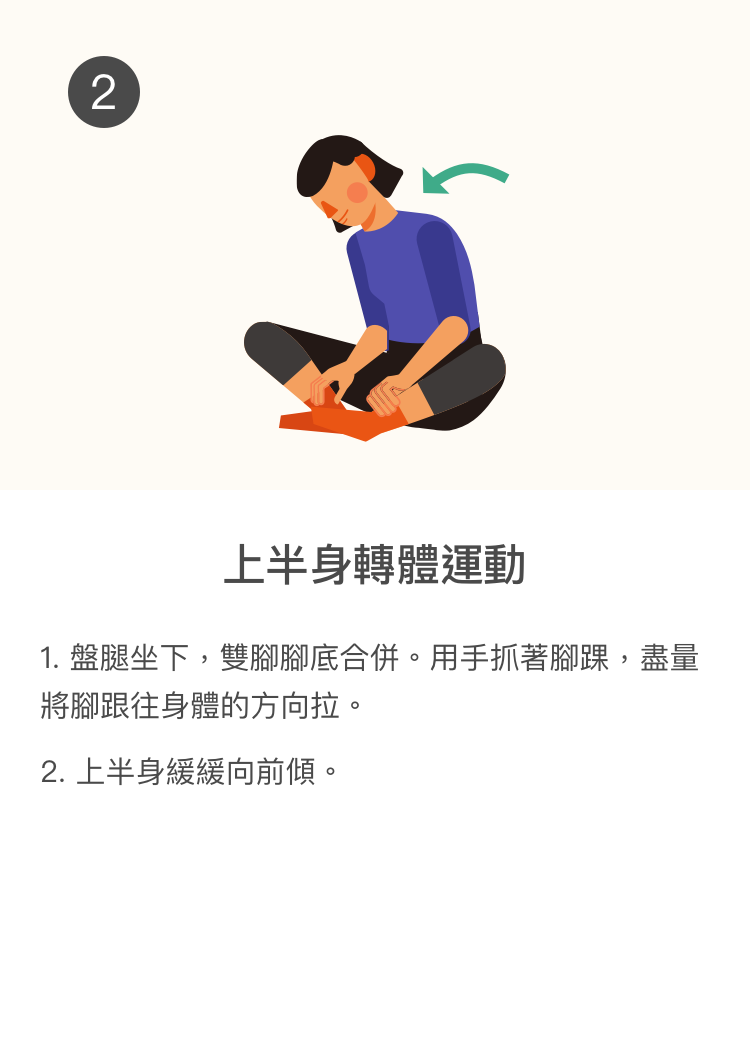 2
上半身轉體運動
1. 盤腿坐下，雙腳腳底合併。用手抓著腳踝，盡量
將腳跟往身體的方向拉。
2. 上半身緩緩向前傾。